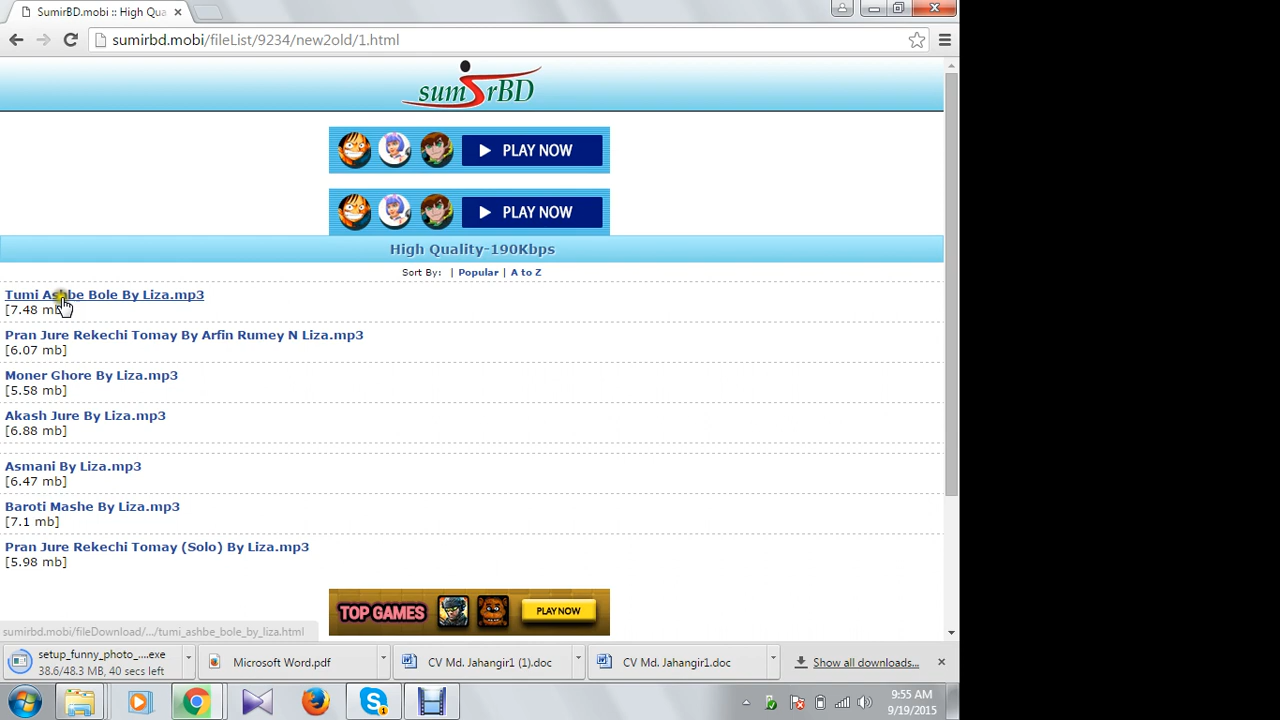 SumirBD.mobi :: High Qua
sumirbd.mobi/fileList/9234/new2old/1.html
sumirBD
PLAY NOW
PLAY NOW
High Quality-190Kbps
Sort By: | Popular | A to Z
Tumi Ashbe Bole By Liza.mp3
[7.48 mb]
Pran Jure Rekechi Tomay By Arfin Rumey N Liza.mp3
[6.07 mb]
Moner Ghore By Liza.mp3
[5.58 mb]
Akash Jure By Liza.mp3
[6.88 mb]
Asmani By Liza.mp3
[6.47 mb]
Baroti Mashe By Liza.mp3
[7.1 mb]
Pran Jure Rekechi Tomay (Solo) By Liza.mp3
[5.98 mb]
TOP GAMES PLAY NOW
sumirbd.mobi/fileDownload/.../tumi_ashbe_bole_by_liza.html
setup_funny_photo_....exe
38.6/48.3 MB, 40 secs left
Microsoft Word.pdf
CV Md. Jahangir1 (1).doc
CV Md. Jahangir1.doc
Show all downloads...
9:55 AM
9/19/2015